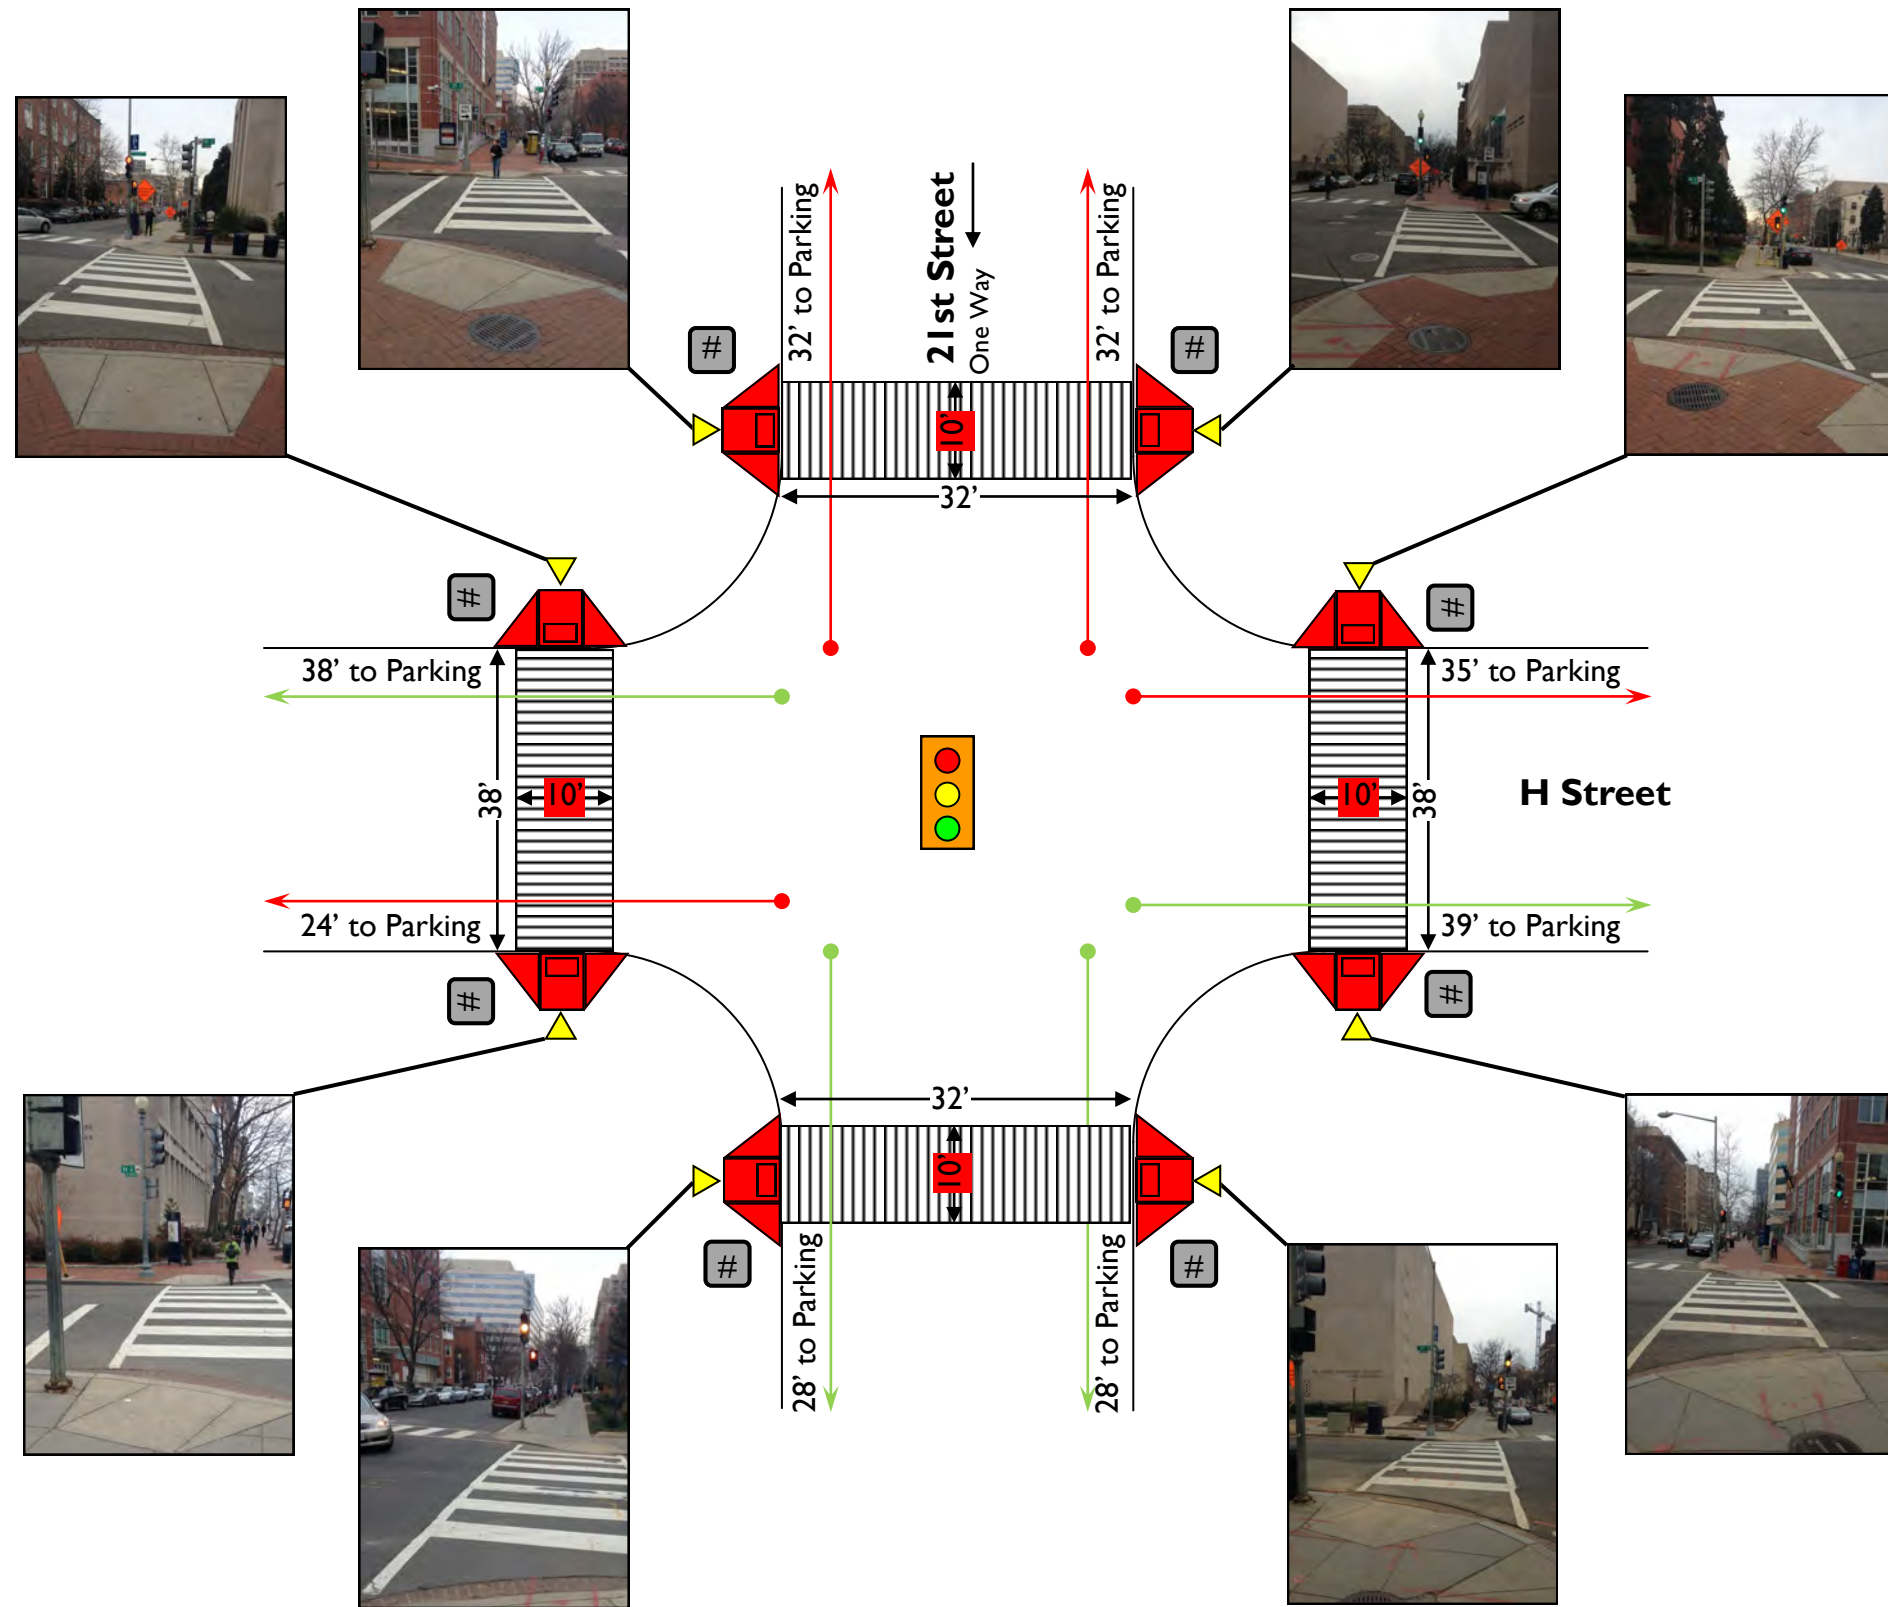 32’ to Parking
21st Street
One Way
32’ to Parking
#
#
10’
32’
#
#
38’ to Parking
35’ to Parking
38’
10’
10’
38’
H Street
24’ to Parking
39’ to Parking
#
#
32’
10’
#
#
28’ to Parking
28’ to Parking